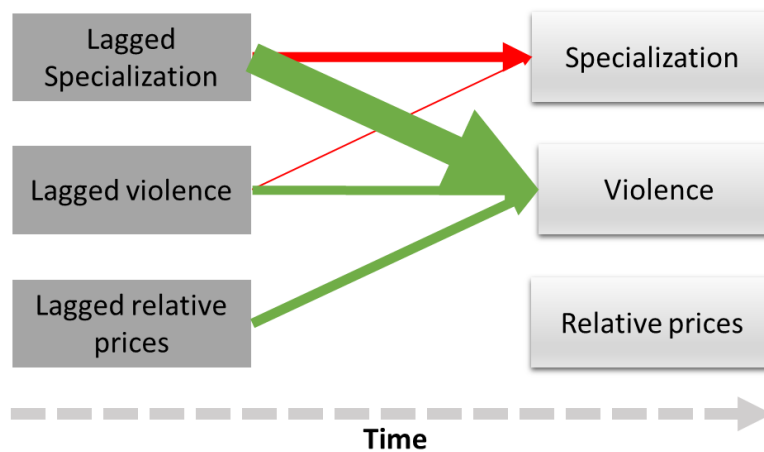 Lagged
Specialization
Specialization
Lagged violence
Violence
Lagged relative
prices
Relative prices
Time